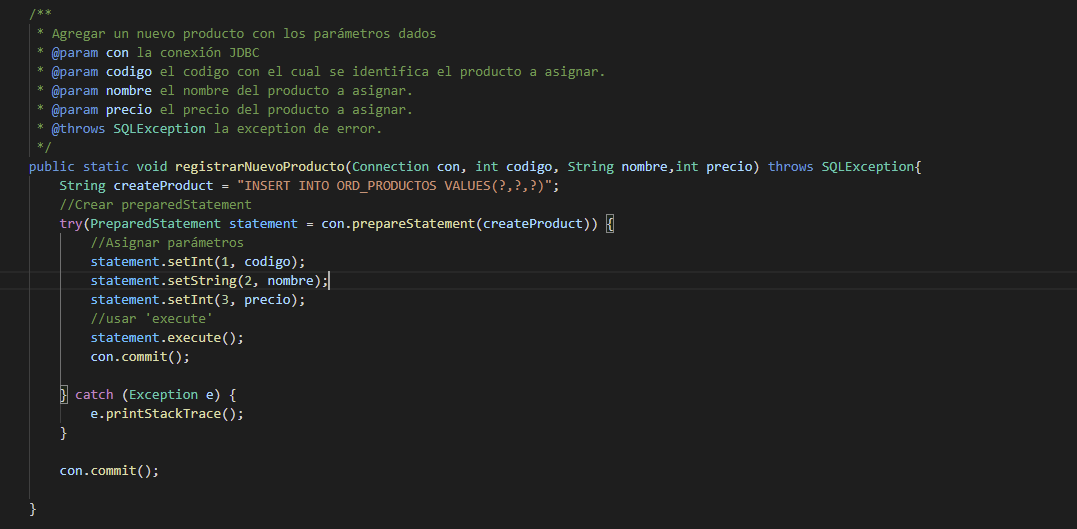 /**
 * Agregar un nuevo producto con los parámetros dados
 * @param con la conexión JDBC
 * @param codigo el codigo con el cual se identifica el producto a asignar.
 * @param nombre el nombre del producto a asignar.
 * @param precio el precio del producto a asignar.
 * @throws SQLException la exception de error.
 */
public static void registrarNuevoProducto(Connection con, int codigo, String nombre,int precio) throws SQLException{
    String createProduct = "INSERT INTO ORD_PRODUCTOS VALUES(?,?,?)";
    //Crear preparedStatement
    try(PreparedStatement statement = con.prepareStatement(createProduct)) {
        //Asignar parámetros
        statement.setInt(1, codigo);
        statement.setString(2, nombre);
        statement.setInt(3, precio);
        //usar 'execute'
        statement.execute();
        con.commit();
    } catch (Exception e) {
        e.printStackTrace();
    }
    con.commit();
}